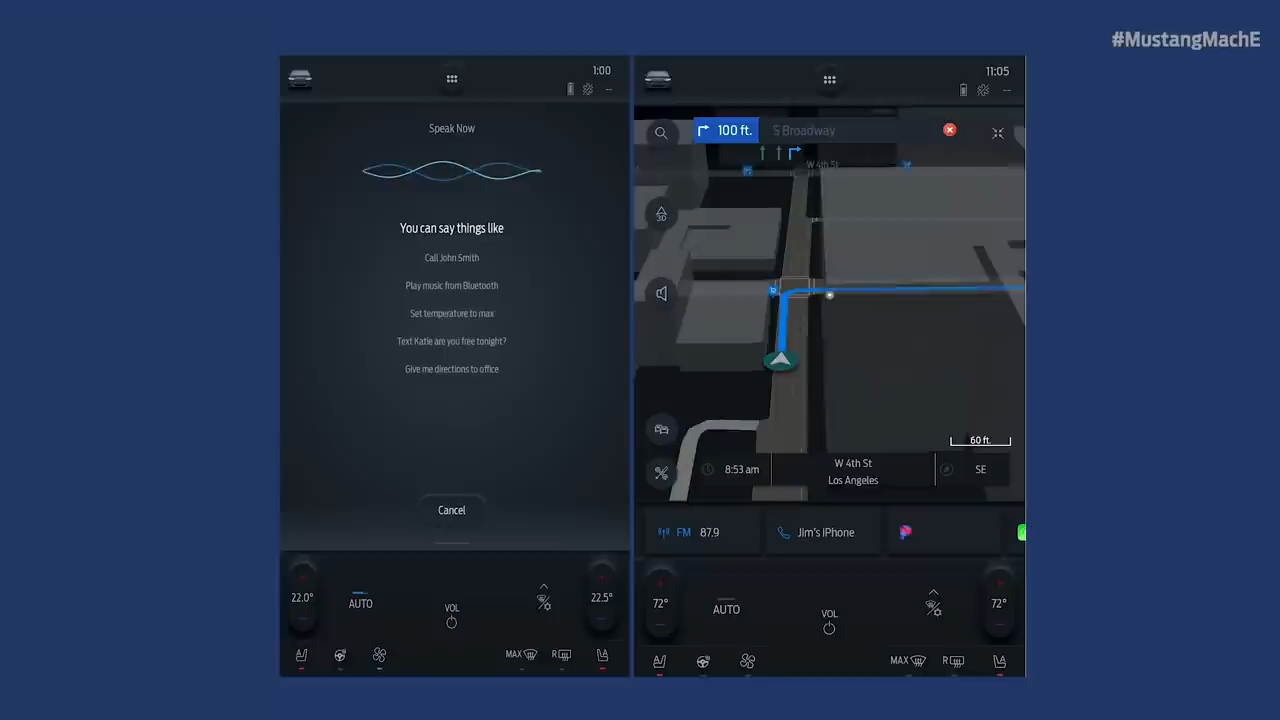 #MustangMachE
1:00
Speak Now
You can say things like
Call John Smith
Play music from Bluetooth
Set temperature to max
Text Katie are you free tonight?
Give me directions to office
Cancel
22.0°
AUTO
VOL
22.5°
MAX
R
11:05
100 ft.
S Broadway
W 4th St
3D
60 ft.
8:53 am
W 4th St
Los Angeles
SE
FM 87.9
Jim's iPhone
72°
AUTO
VOL
72°
MAX
R